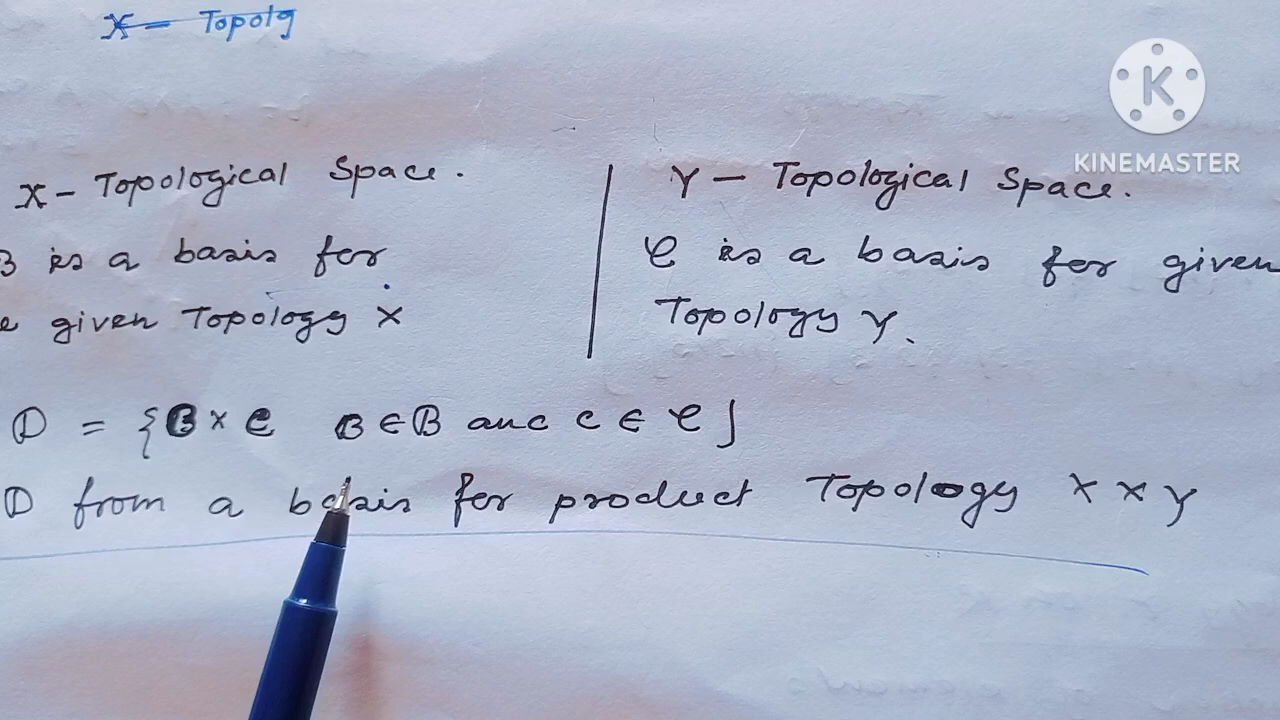 X - Topolg
KINEMASTER
X - Topological Space.
B is a basis for
e given Topology X
Y - Topological Space.
C is a basis for given
Topology Y.
D = {B × C B ∈ B anc C ∈ C}
D from a basis for product Topology X × Y